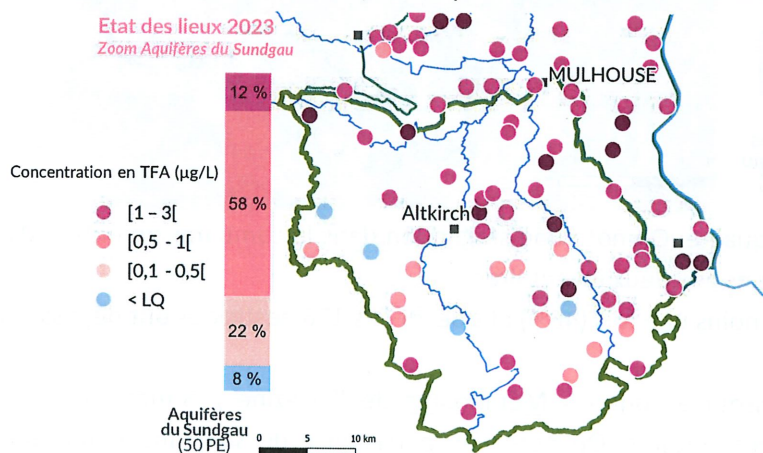 Etat des lieux 2023
Zoom Aquifères du Sundgau
MULHOUSE
12 %
Concentration en TFA (µg/L)
[1 – 3[
[0,5 - 1[
[0,1 - 0,5[
< LQ
58 %
Altkirch
22 %
8 %
Aquifères
du Sundgau
(50 PE)
0 5 10 km